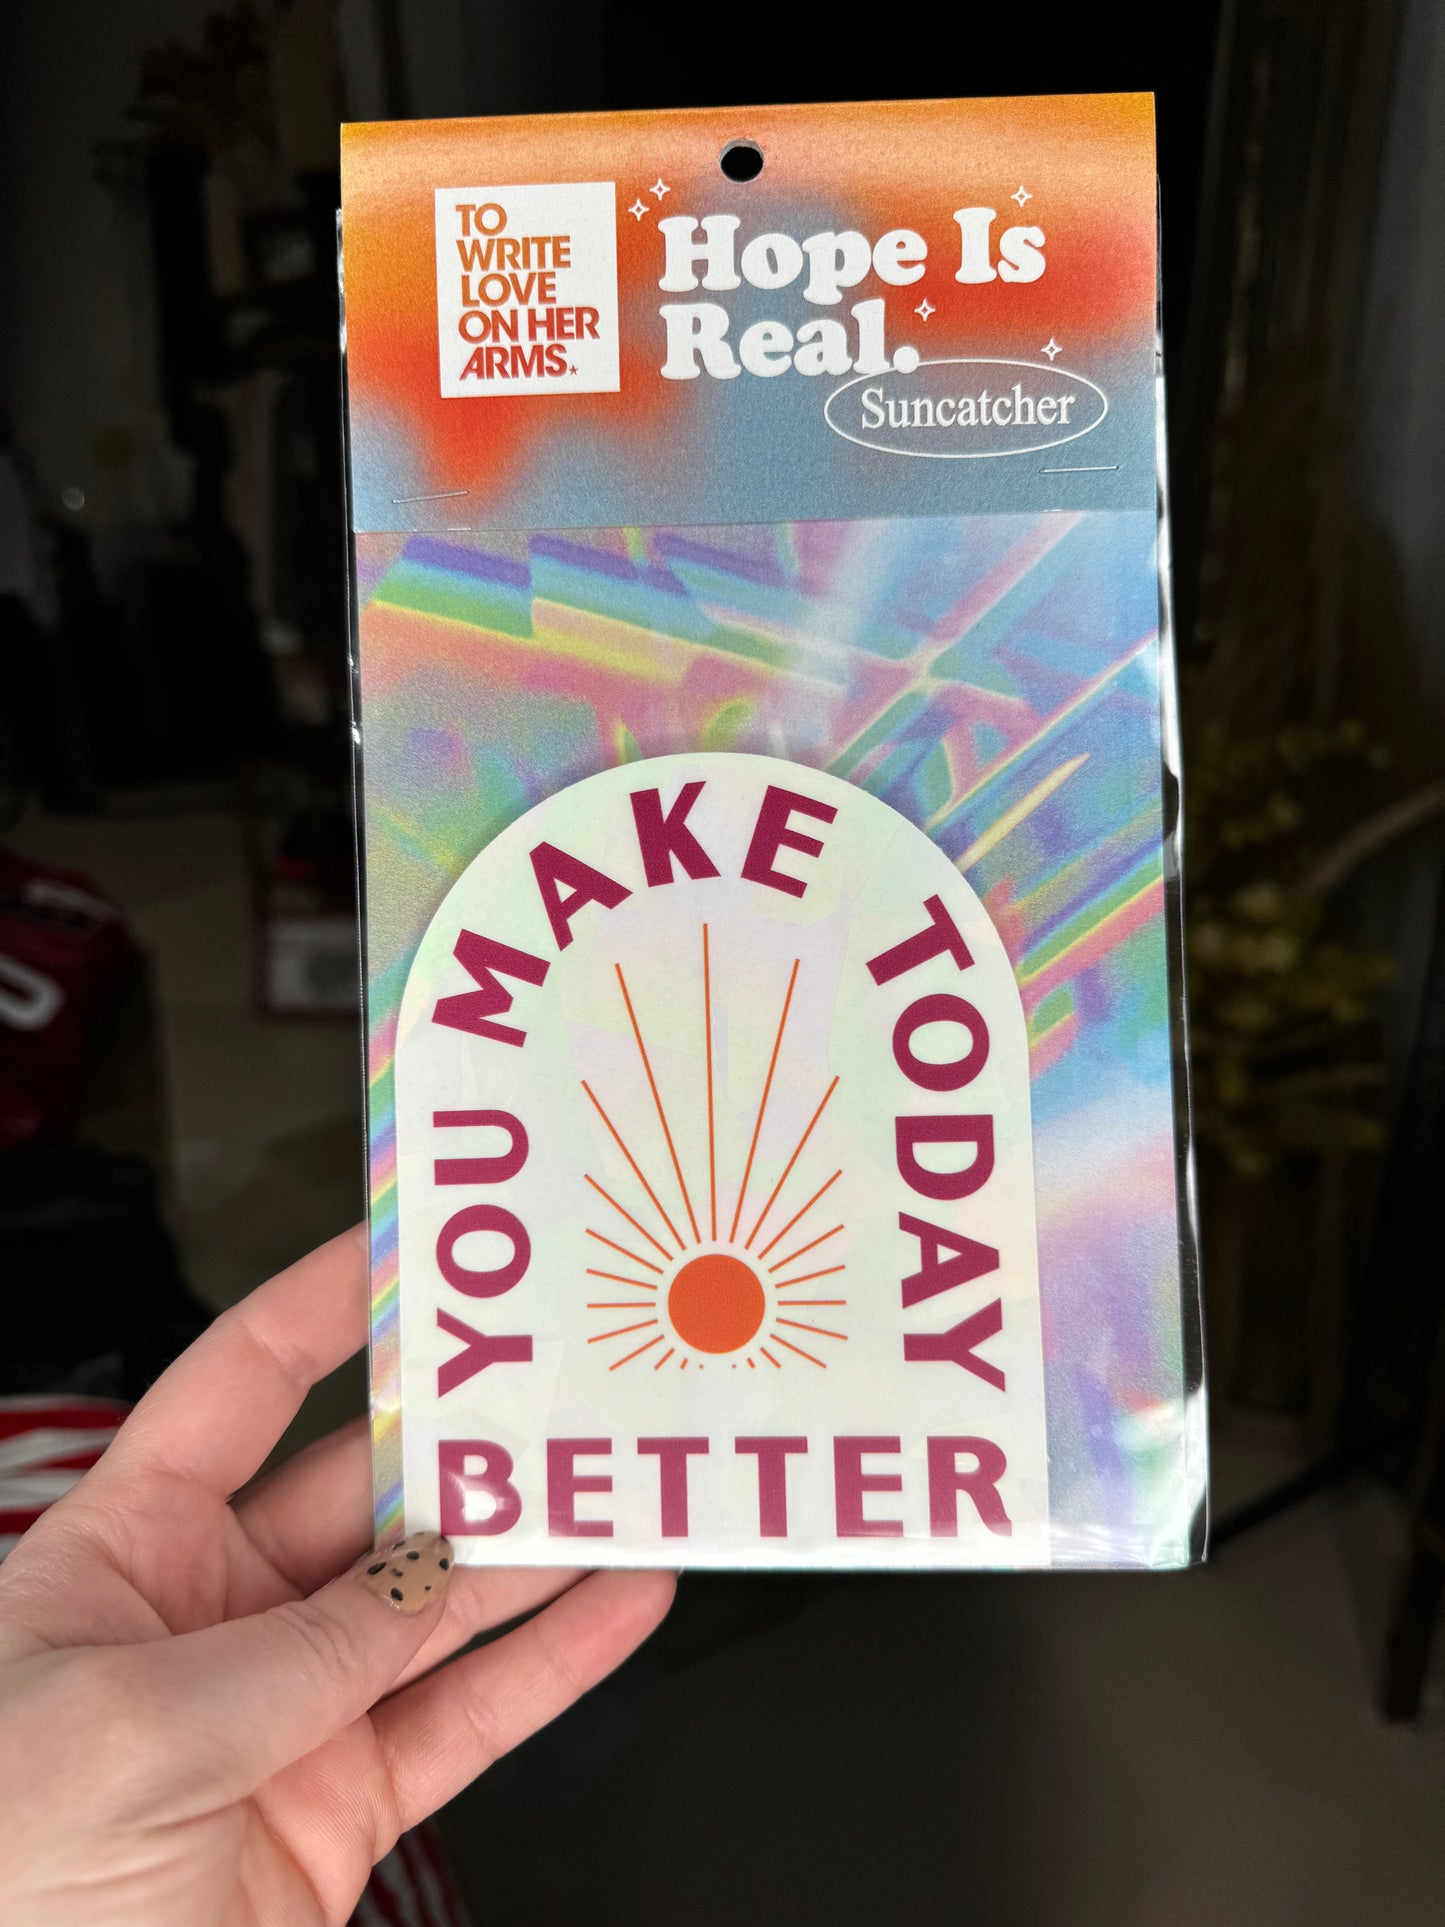 TO
WRITE
LOVE
ON HER
ARMS.
Hope Is
Real.
Suncatcher
YOU MAKE TODAY
BETTER